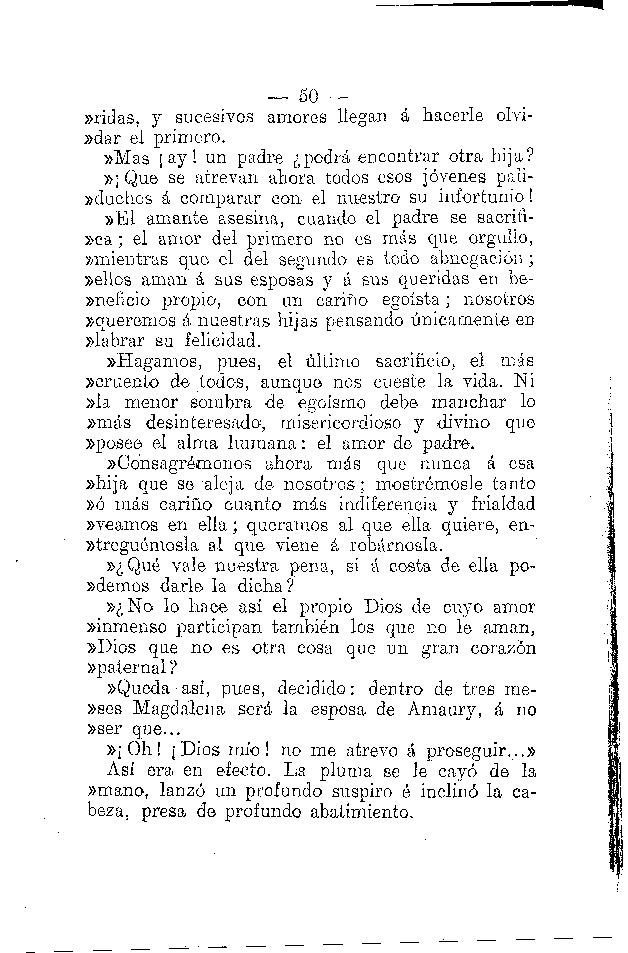 — 50 –
»ridas, y sucesivos amores llegan á hacerle olvi-
»dar el primero.
»Mas ¡ay! un padre ¿podrá encontrar otra hija?
»¡Que se atrevan ahora todos esos jóvenes pali-
»duchos á comparar con el nuestro su infortunio!
»El amante asesina, cuando el padre se sacrifi-
»ca; el amor del primero no es más que orgullo,
»mientras que el del segundo es todo abnegación;
»ellos aman á sus esposas y á sus queridas en be-
»neficio propio, con un cariño egoísta; nosotros
»queremos á nuestras hijas pensando únicamente en
»labrar su felicidad.
»Hagamos, pues, el último sacrificio, el más
»cruento de todos, aunque nos cueste la vida. Ni
»la menor sombra de egoísmo debe manchar lo
»más desinteresado, misericordioso y divino que
»posee el alma humana: el amor de padre.
»Consagrémonos ahora más que nunca á esa
»hija que se aleja de nosotros; mostrémosle tanto
»ó más cariño cuanto más indiferencia y frialdad
»veamos en ella; queramos al que ella quiere, en-
»treguémosla al que viene á robárnosla.
»¿Qué vale nuestra pena, si á costa de ella po-
»demos darle la dicha?
»¿No lo hace así el propio Dios de cuyo amor
»inmenso participan también los que no le aman,
»Dios que no es otra cosa que un gran corazón
»paternal?
»Queda así, pues, decidido: dentro de tres me-
»ses Magdalena será la esposa de Amaury, á no
»ser que...
»¡Oh! ¡Dios mío! no me atrevo á proseguir...»
Así era en efecto. La pluma se le cayó de la
»mano, lanzó un profundo suspiro é inclinó la ca-
beza, presa de profundo abatimiento.